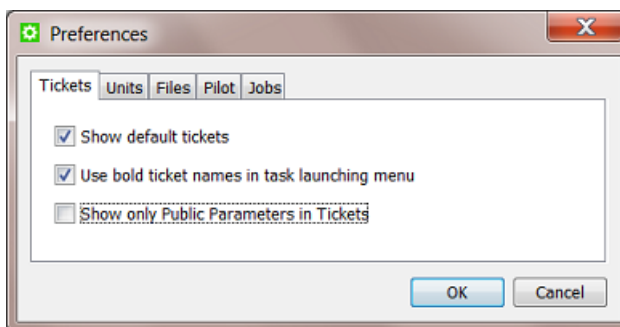 Preferences
Tickets Units Files Pilot Jobs
Show default tickets
Use bold ticket names in task launching menu
Show only Public Parameters in Tickets
OK Cancel